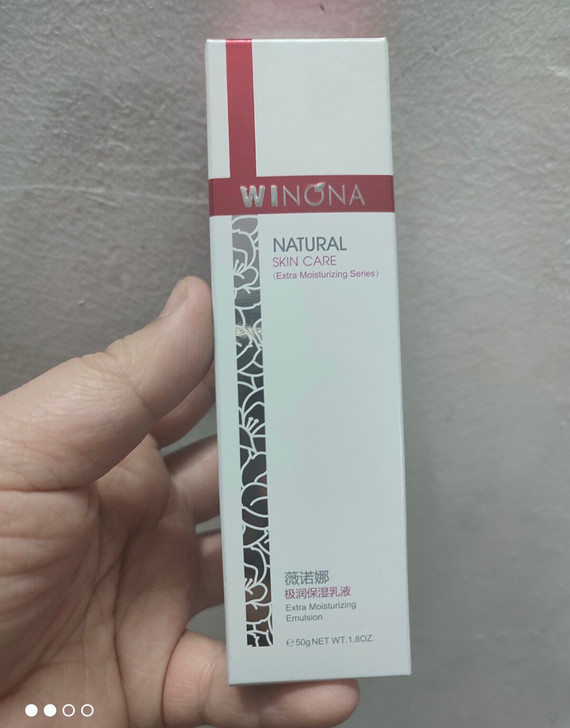 WINONA
NATURAL
SKIN CARE
(Extra Moisturizing Series)
薇诺娜
极润保湿乳液
Extra Moisturizing
Emulsion
℮50g NET WT.1.8OZ.